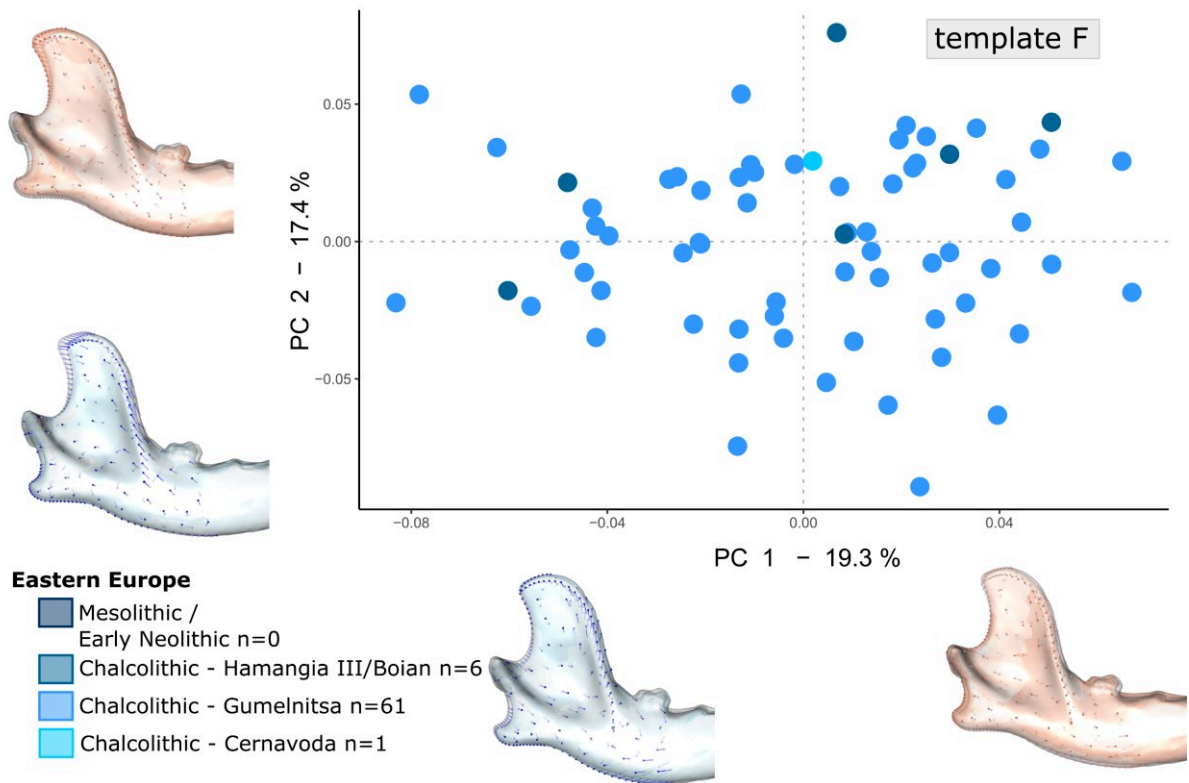 template F
0.05
0.00
−0.05
PC 2 − 17.4 %
−0.08
−0.04
0.00
0.04
PC 1 − 19.3 %
Eastern Europe
Mesolithic /
Early Neolithic n=0
Chalcolithic - Hamangia III/Boian n=6
Chalcolithic - Gumelnitsa n=61
Chalcolithic - Cernavoda n=1